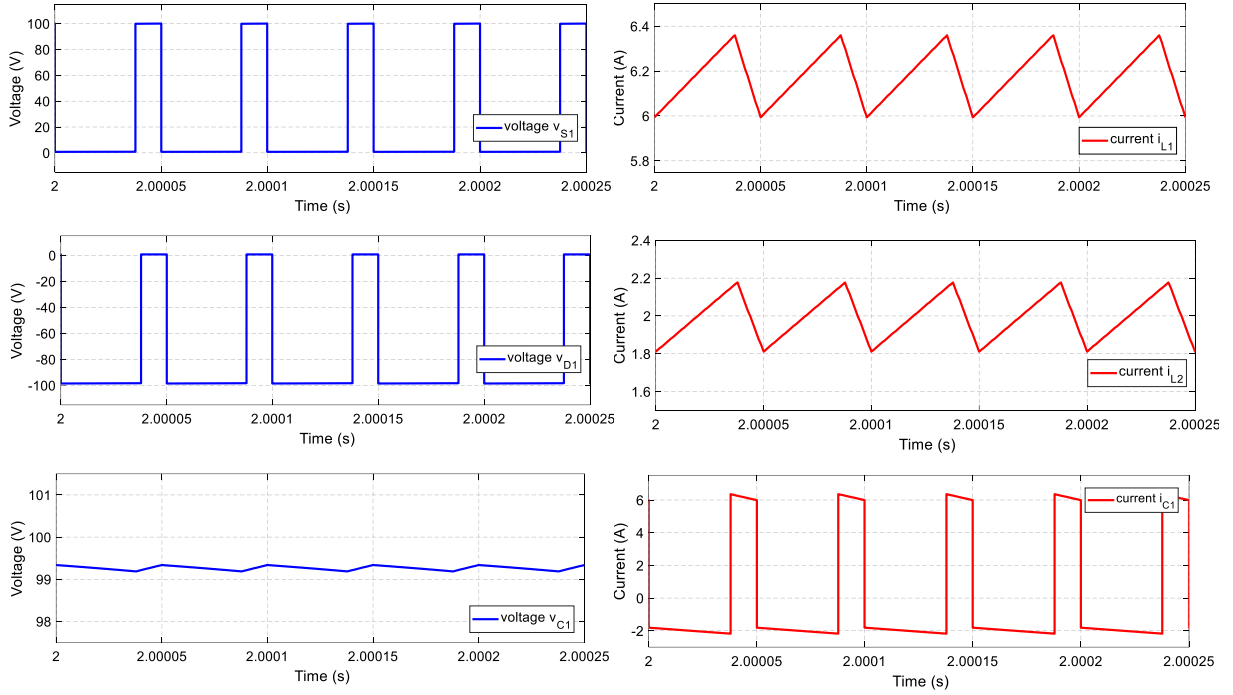 100
80
60
40
20
0
Voltage (V)
voltage v_S1
2 2.00005 2.0001 2.00015 2.0002 2.00025
Time (s)
6.4
6.2
6
5.8
Current (A)
current i_L1
2 2.00005 2.0001 2.00015 2.0002 2.00025
Time (s)
0
-20
-40
-60
-80
-100
Voltage (V)
voltage v_D1
2 2.00005 2.0001 2.00015 2.0002 2.00025
Time (s)
2.4
2.2
2
1.8
1.6
Current (A)
current i_L2
2 2.00005 2.0001 2.00015 2.0002 2.00025
Time (s)
101
100
99
98
Voltage (V)
voltage v_C1
2 2.00005 2.0001 2.00015 2.0002 2.00025
Time (s)
6
4
2
0
-2
Current (A)
current i_C1
2 2.00005 2.0001 2.00015 2.0002 2.00025
Time (s)